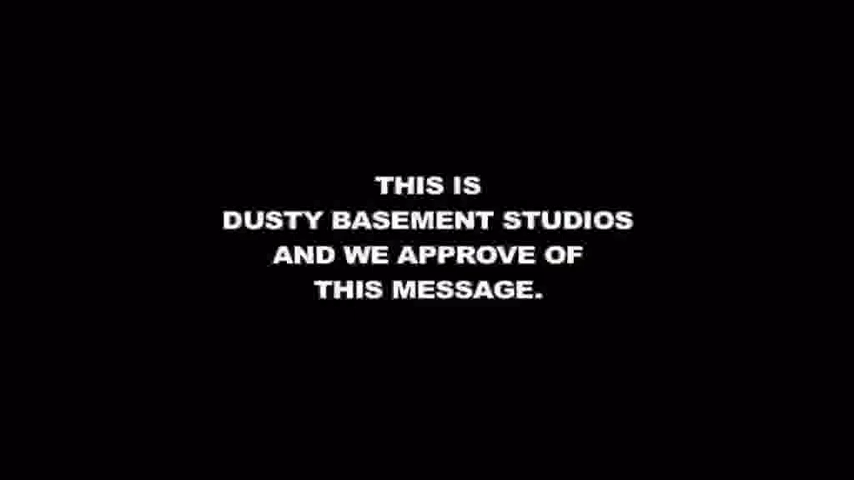 THIS IS
DUSTY BASEMENT STUDIOS
AND WE APPROVE OF
THIS MESSAGE.